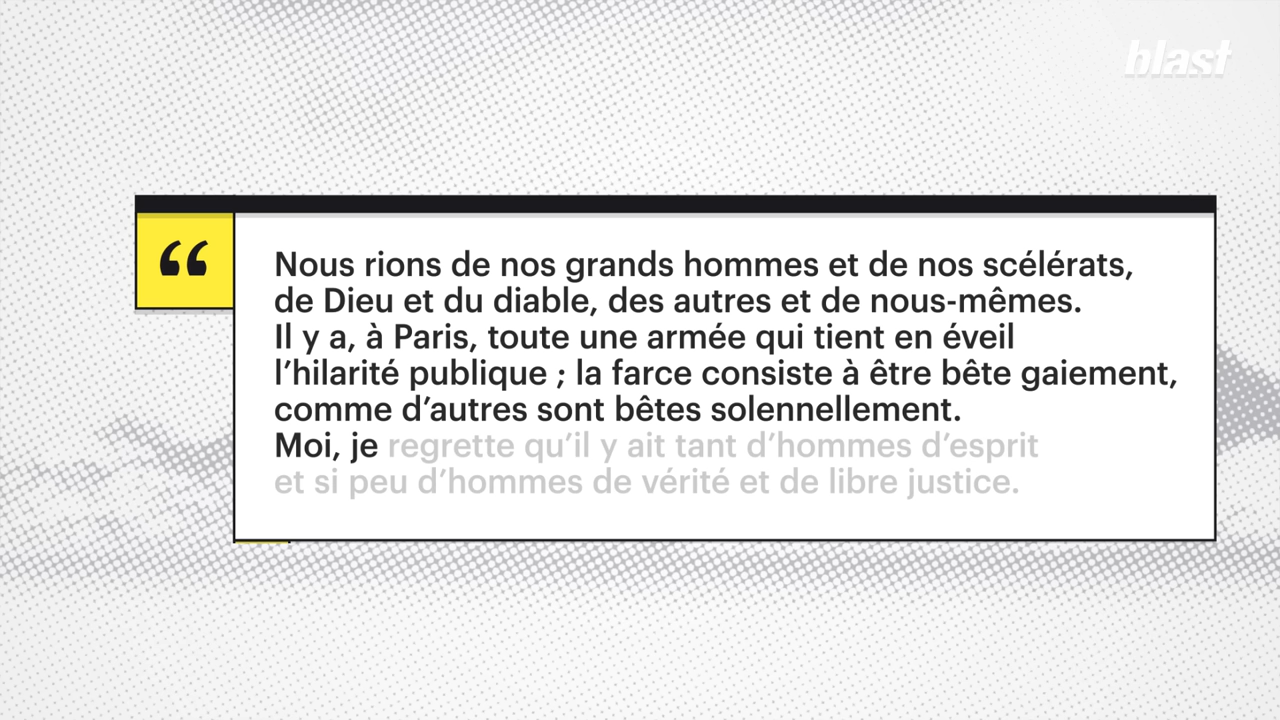 blast
“
Nous rions de nos grands hommes et de nos scélérats,
de Dieu et du diable, des autres et de nous-mêmes.
Il y a, à Paris, toute une armée qui tient en éveil
l’hilarité publique ; la farce consiste à être bête gaiement,
comme d’autres sont bêtes solennellement.
Moi, je regrette qu’il y ait tant d’hommes d’esprit
et si peu d’hommes de vérité et de libre justice.